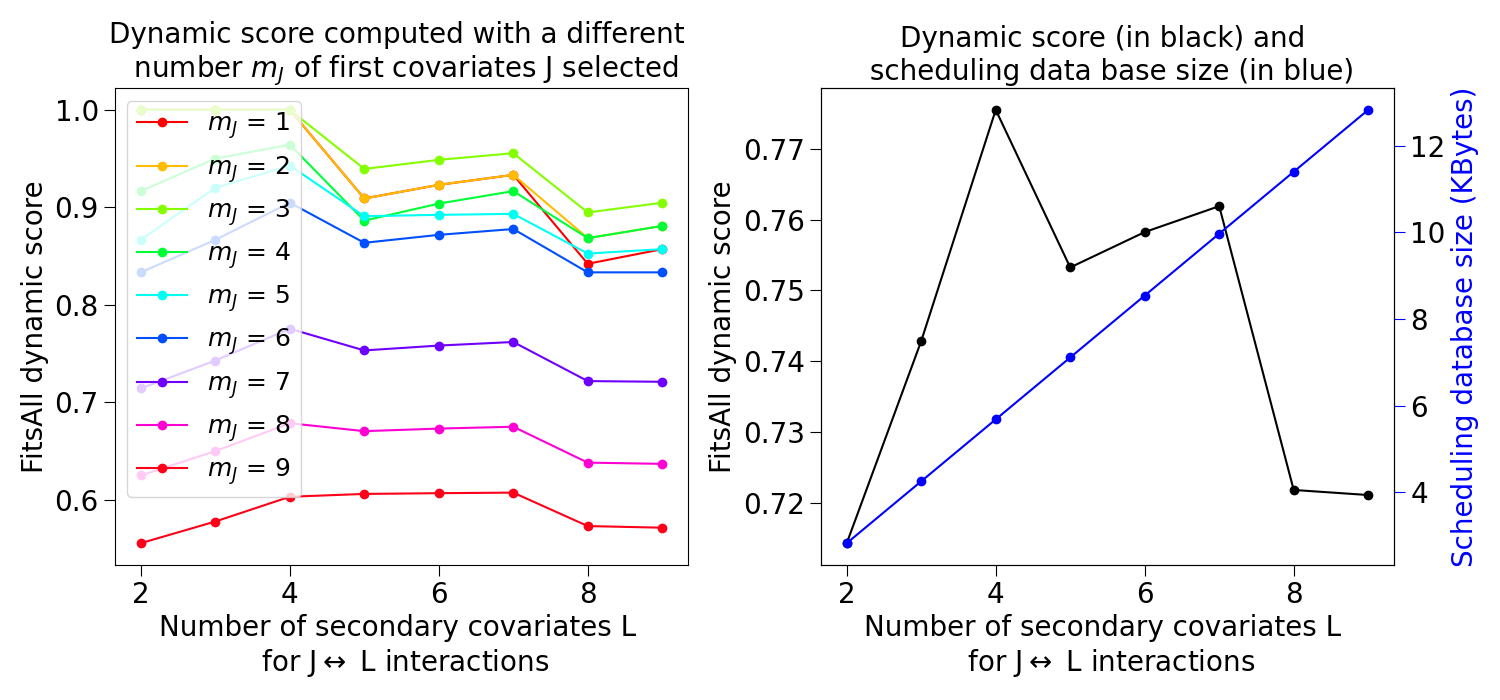 Dynamic score computed with a different
number m_J of first covariates J selected
FitsAll dynamic score
1.0
0.9
0.8
0.7
0.6
m_J = 1
m_J = 2
m_J = 3
m_J = 4
m_J = 5
m_J = 6
m_J = 7
m_J = 8
m_J = 9
2 4 6 8
Number of secondary covariates L
for J↔ L interactions
Dynamic score (in black) and
scheduling data base size (in blue)
FitsAll dynamic score
0.77
0.76
0.75
0.74
0.73
0.72
12
10
8
6
4
Scheduling database size (KBytes)
2 4 6 8
Number of secondary covariates L
for J↔ L interactions